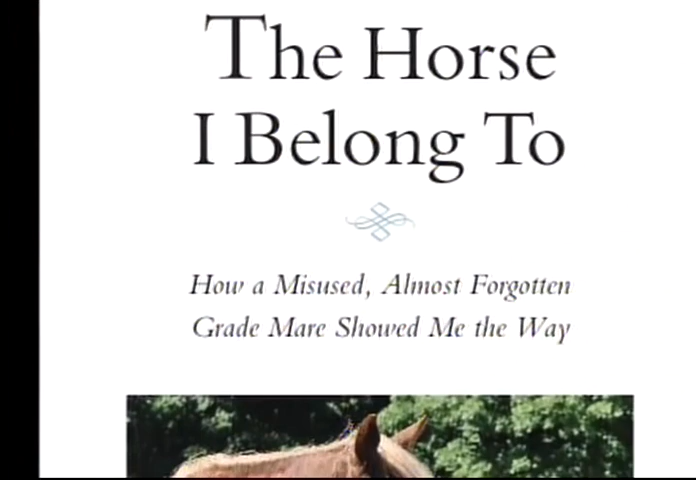 The Horse
I Belong To
How a Misused, Almost Forgotten
Grade Mare Showed Me the Way